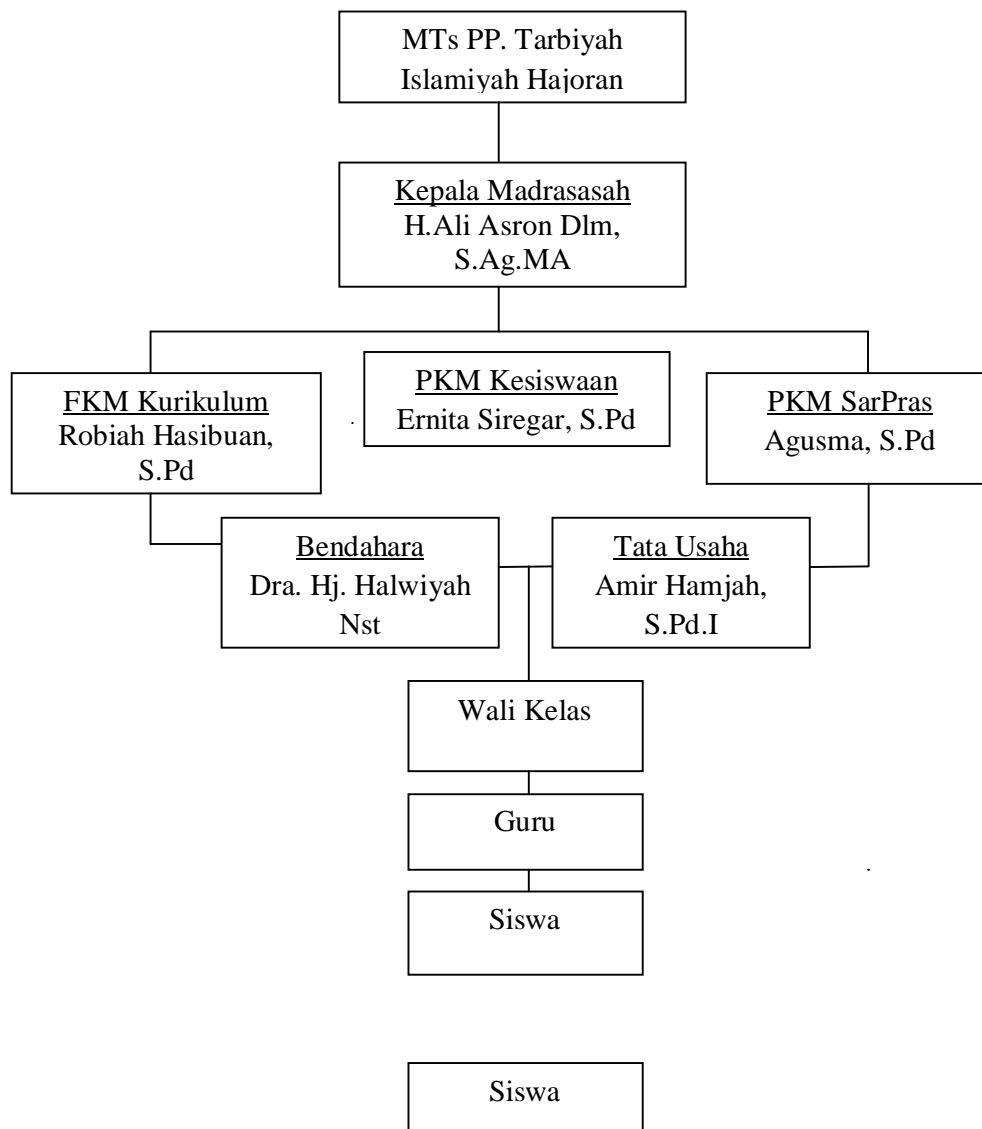 MTs PP. Tarbiyah
Islamiyah Hajoran
Kepala Madrasasah
H.Ali Asron Dlm,
S.Ag.MA
FKM Kurikulum
Robiah Hasibuan,
S.Pd
PKM Kesiswaan
Ernita Siregar, S.Pd
PKM SarPras
Agusma, S.Pd
Bendahara
Dra. Hj. Halwiyah
Nst
Tata Usaha
Amir Hamjah,
S.Pd.I
Wali Kelas
Guru
Siswa
Siswa